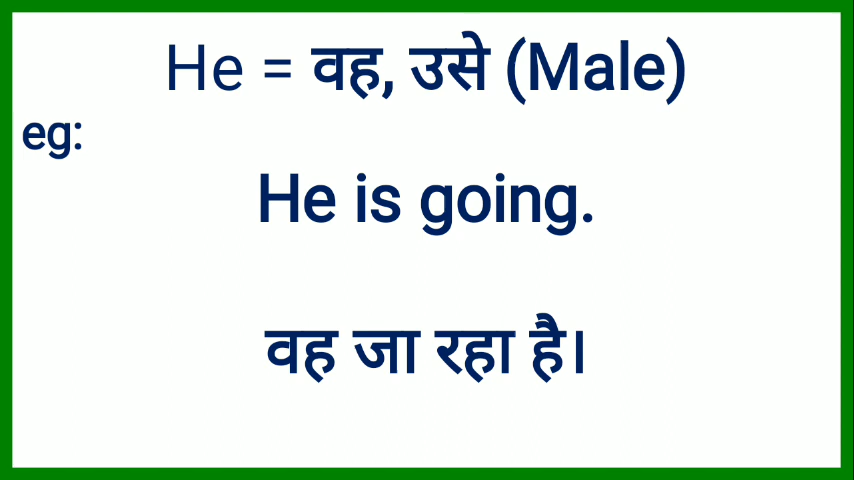 He = वह, उसे (Male)
eg:
He is going.
वह जा रहा है।